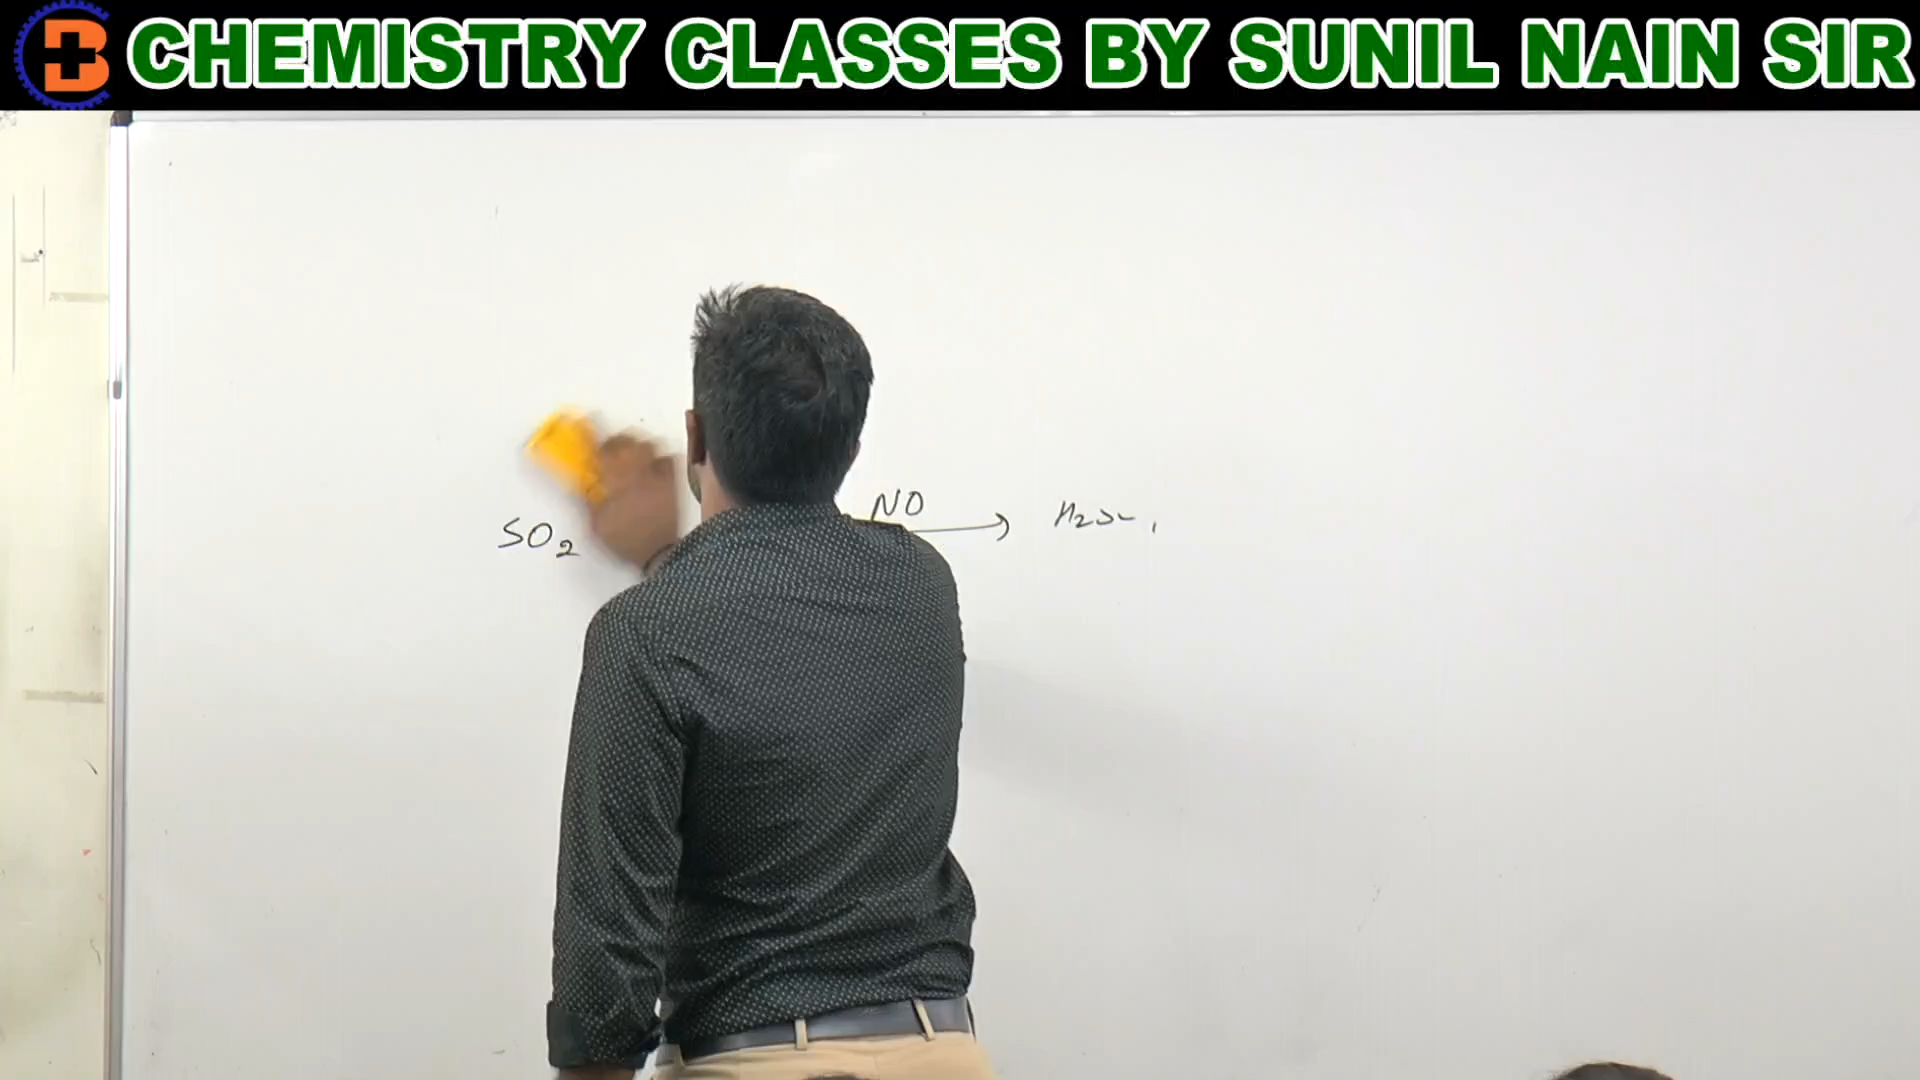 CHEMISTRY CLASSES BY SUNIL NAIN SIR
SO₂ NO →